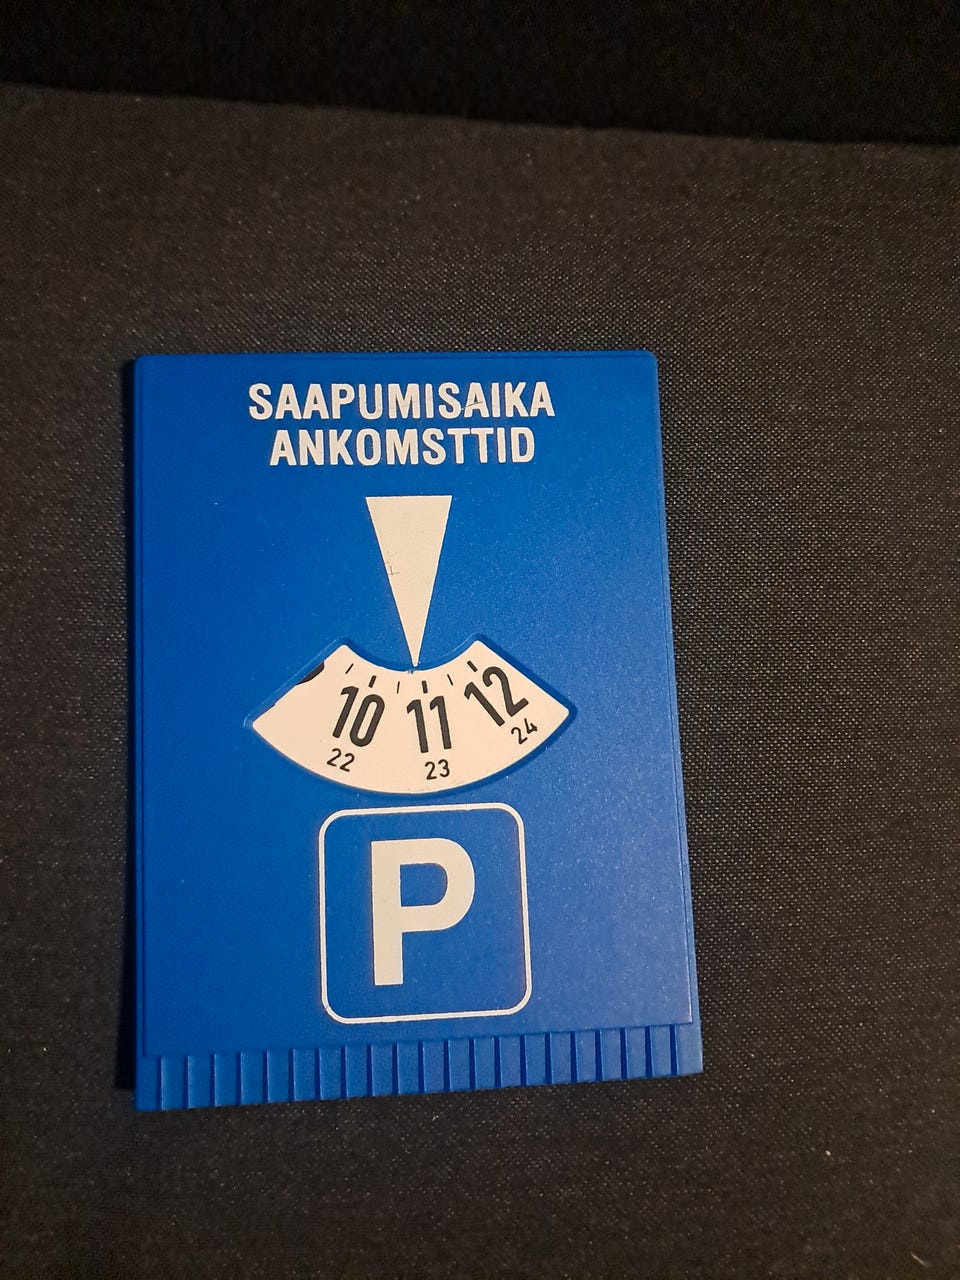 SAAPUMISAIKA
ANKOMSTTID
10 11 12
22 23 24
P